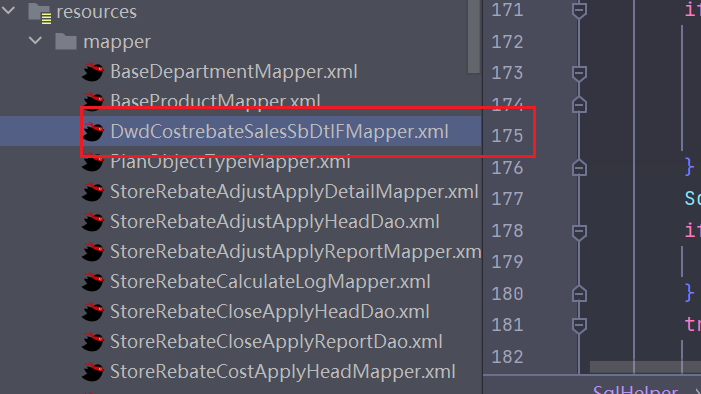 resources
mapper
BaseDepartmentMapper.xml
BaseProductMapper.xml
DwdCostrebateSalesSbDtlFMapper.xml
PlanObjectTypeMapper.xml
StoreRebateAdjustApplyDetailMapper.xml
StoreRebateAdjustApplyHeadDao.xml
StoreRebateAdjustApplyReportMapper.xm
StoreRebateCalculateLogMapper.xml
StoreRebateCloseApplyHeadDao.xml
StoreRebateCloseApplyReportDao.xml
StoreRebateCostApplyHeadMapper.xml
171 if
172
173
174
175
176 }
177 Sc
178 if
179
180 }
181 tr
182
SqlHelper